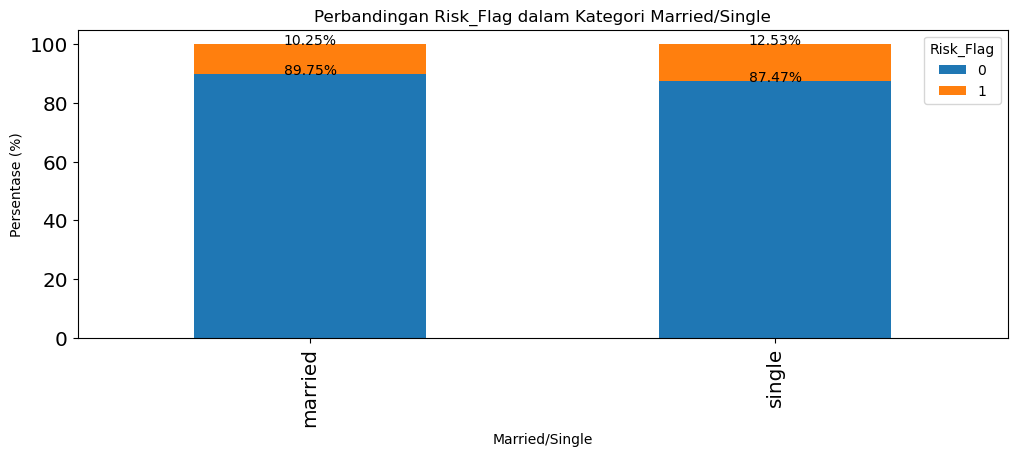 Perbandingan Risk_Flag dalam Kategori Married/Single
Persentase (%)
100
80
60
40
20
0
10.25%
89.75%
12.53%
87.47%
Risk_Flag
0
1
married
single
Married/Single